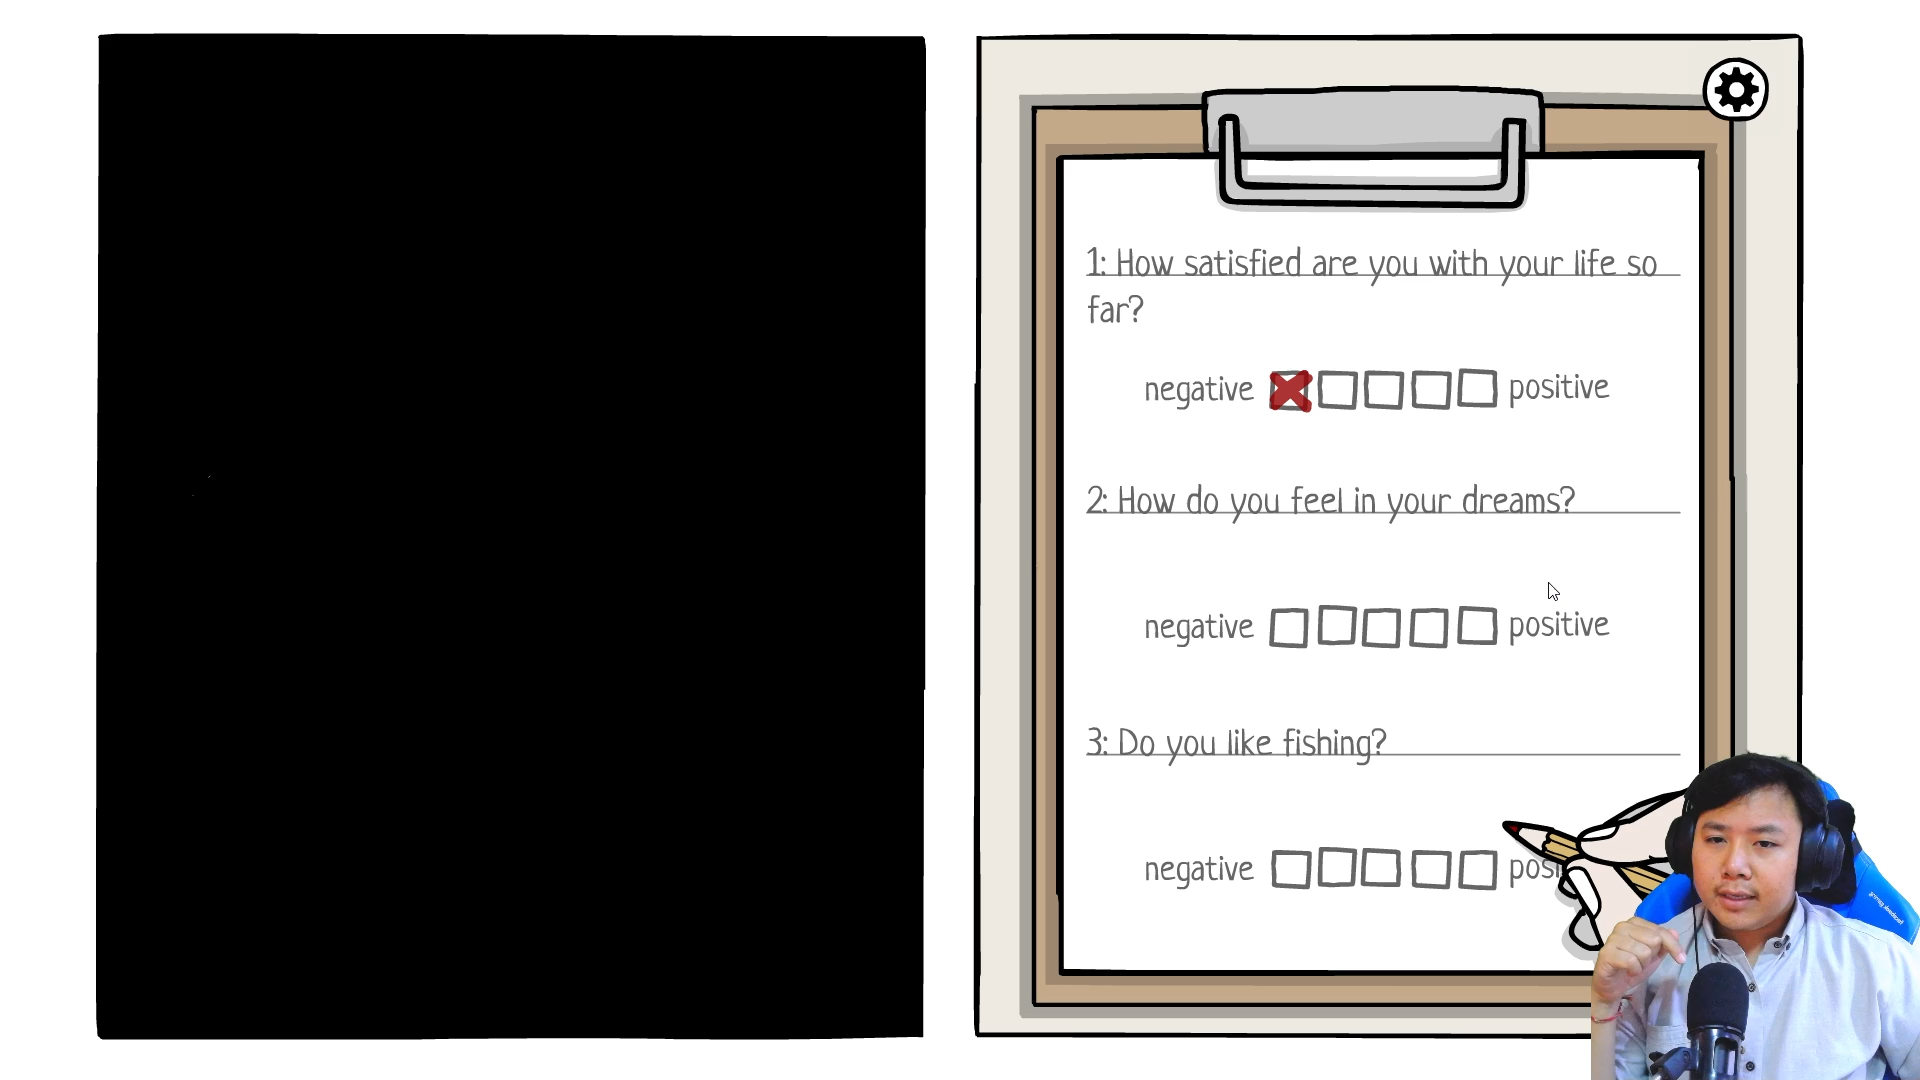 1: How satisfied are you with your life so
far?
negative positive
2: How do you feel in your dreams?
negative positive
3: Do you like fishing?
negative